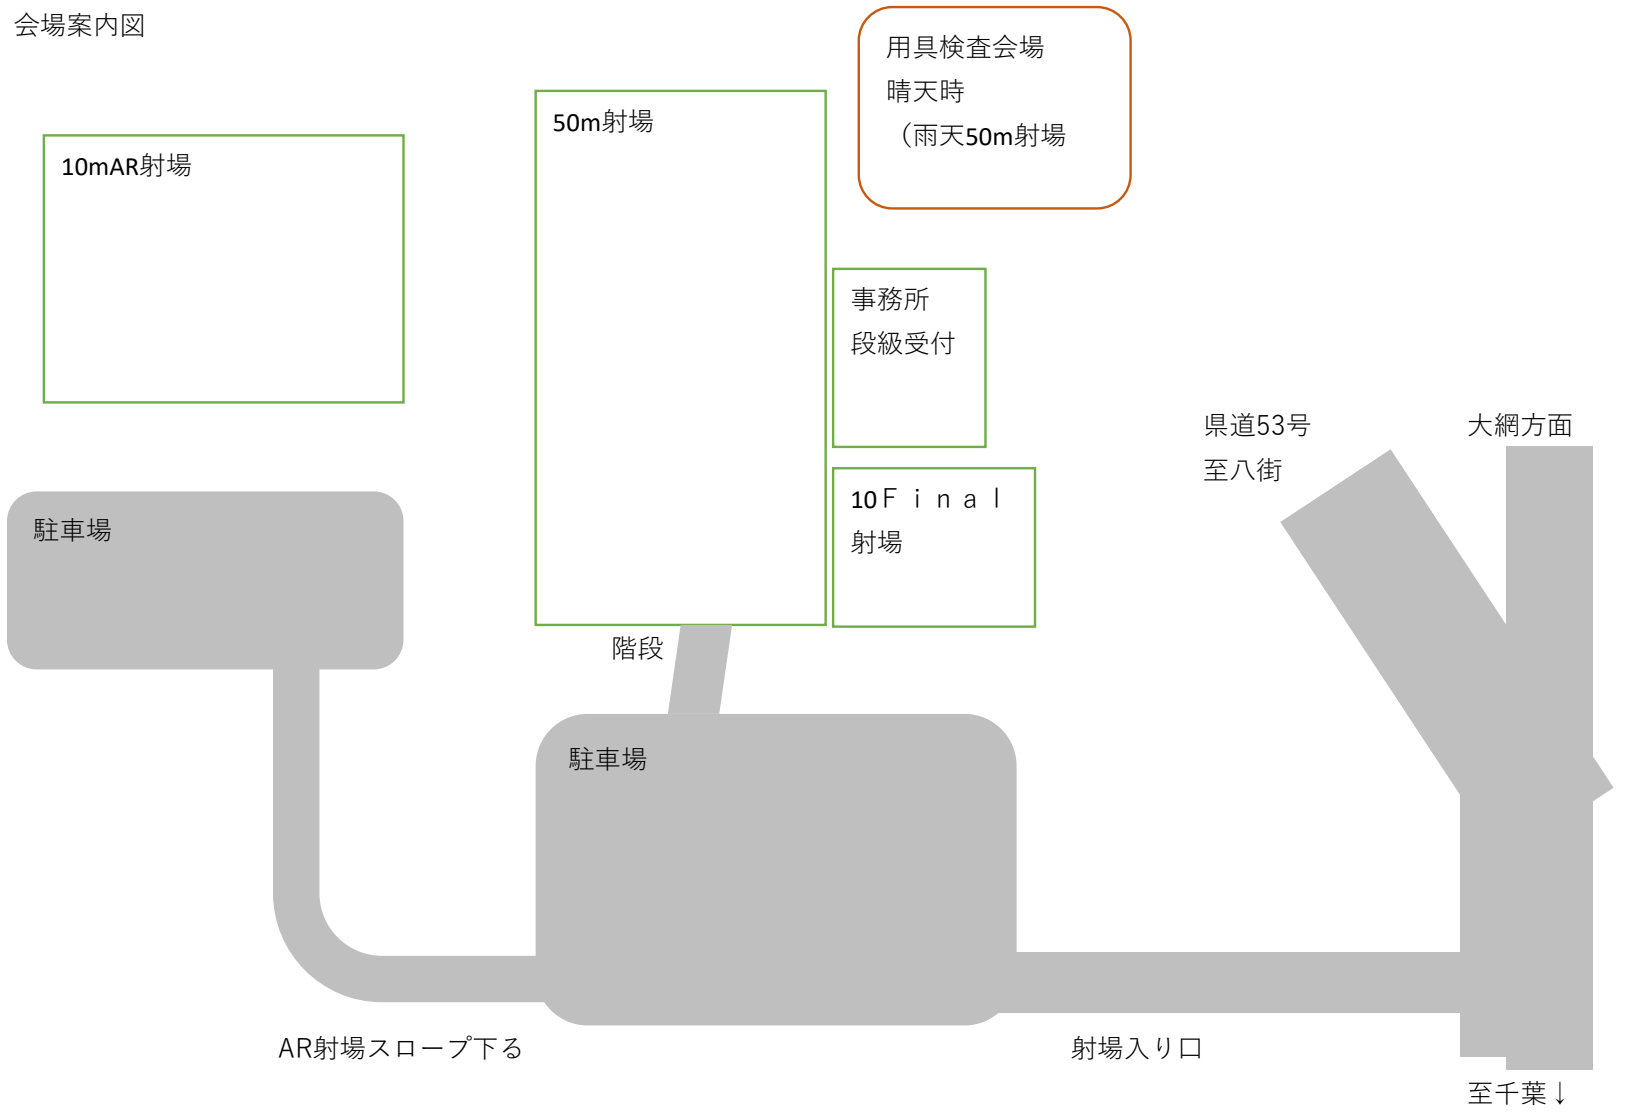 会場案内図
用具検査会場
晴天時
（雨天50m射場
50m射場
10mAR射場
事務所
段級受付
県道53号
至八街
大網方面
10Ｆｉｎａｌ
射場
駐車場
階段
駐車場
AR射場スロープ下る
射場入り口
至千葉↓